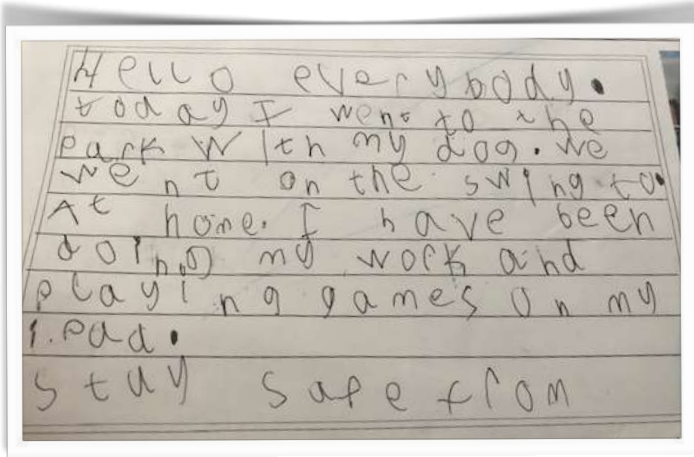 Hello everybody.
today I went to the
park with my dog. we
went on the swing to.
At home. I have been
doing my work and
playing games on my
i.pad.
stay safe from